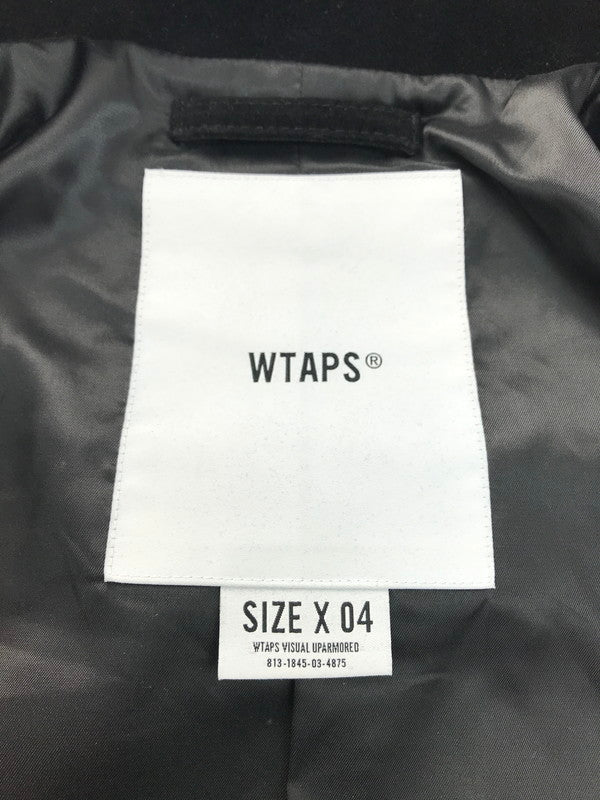 WTAPS®
SIZE X 04
WTAPS VISUAL UPARMORED
813-1845-03-4875